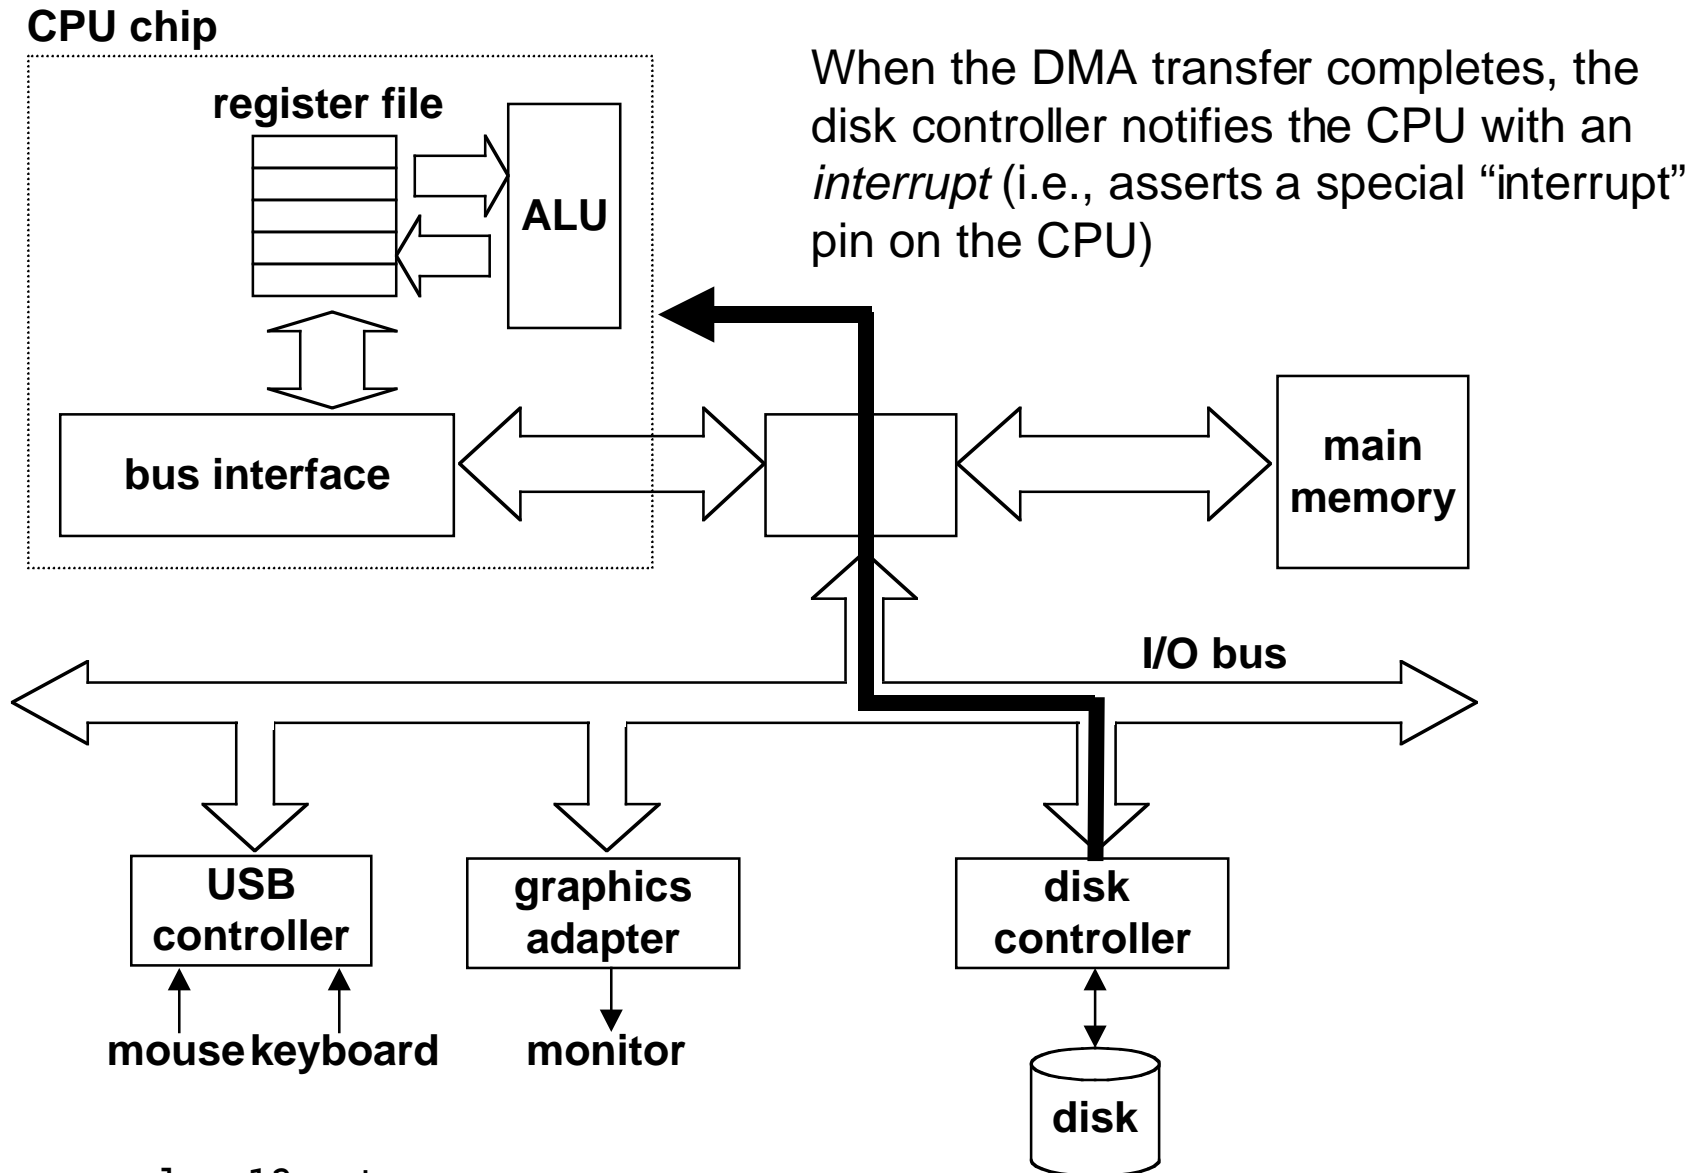 CPU chip
When the DMA transfer completes, the
disk controller notifies the CPU with an
interrupt (i.e., asserts a special “interrupt”
pin on the CPU)
register file
ALU
bus interface
main
memory
I/O bus
USB
controller
graphics
adapter
disk
controller
mouse keyboard
monitor
disk